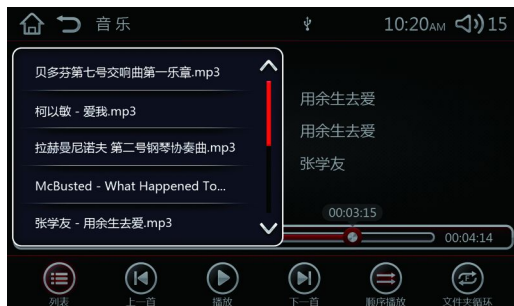 音乐
10:20AM
15
贝多芬第七号交响曲第一乐章.mp3
柯以敏 - 爱我.mp3
拉赫曼尼诺夫 第二号钢琴协奏曲.mp3
McBusted - What Happened To...
张学友 - 用余生去爱.mp3
用余生去爱
用余生去爱
张学友
00:03:15
00:04:14
列表
上一首
播放
下一首
顺序播放
文件夹循环